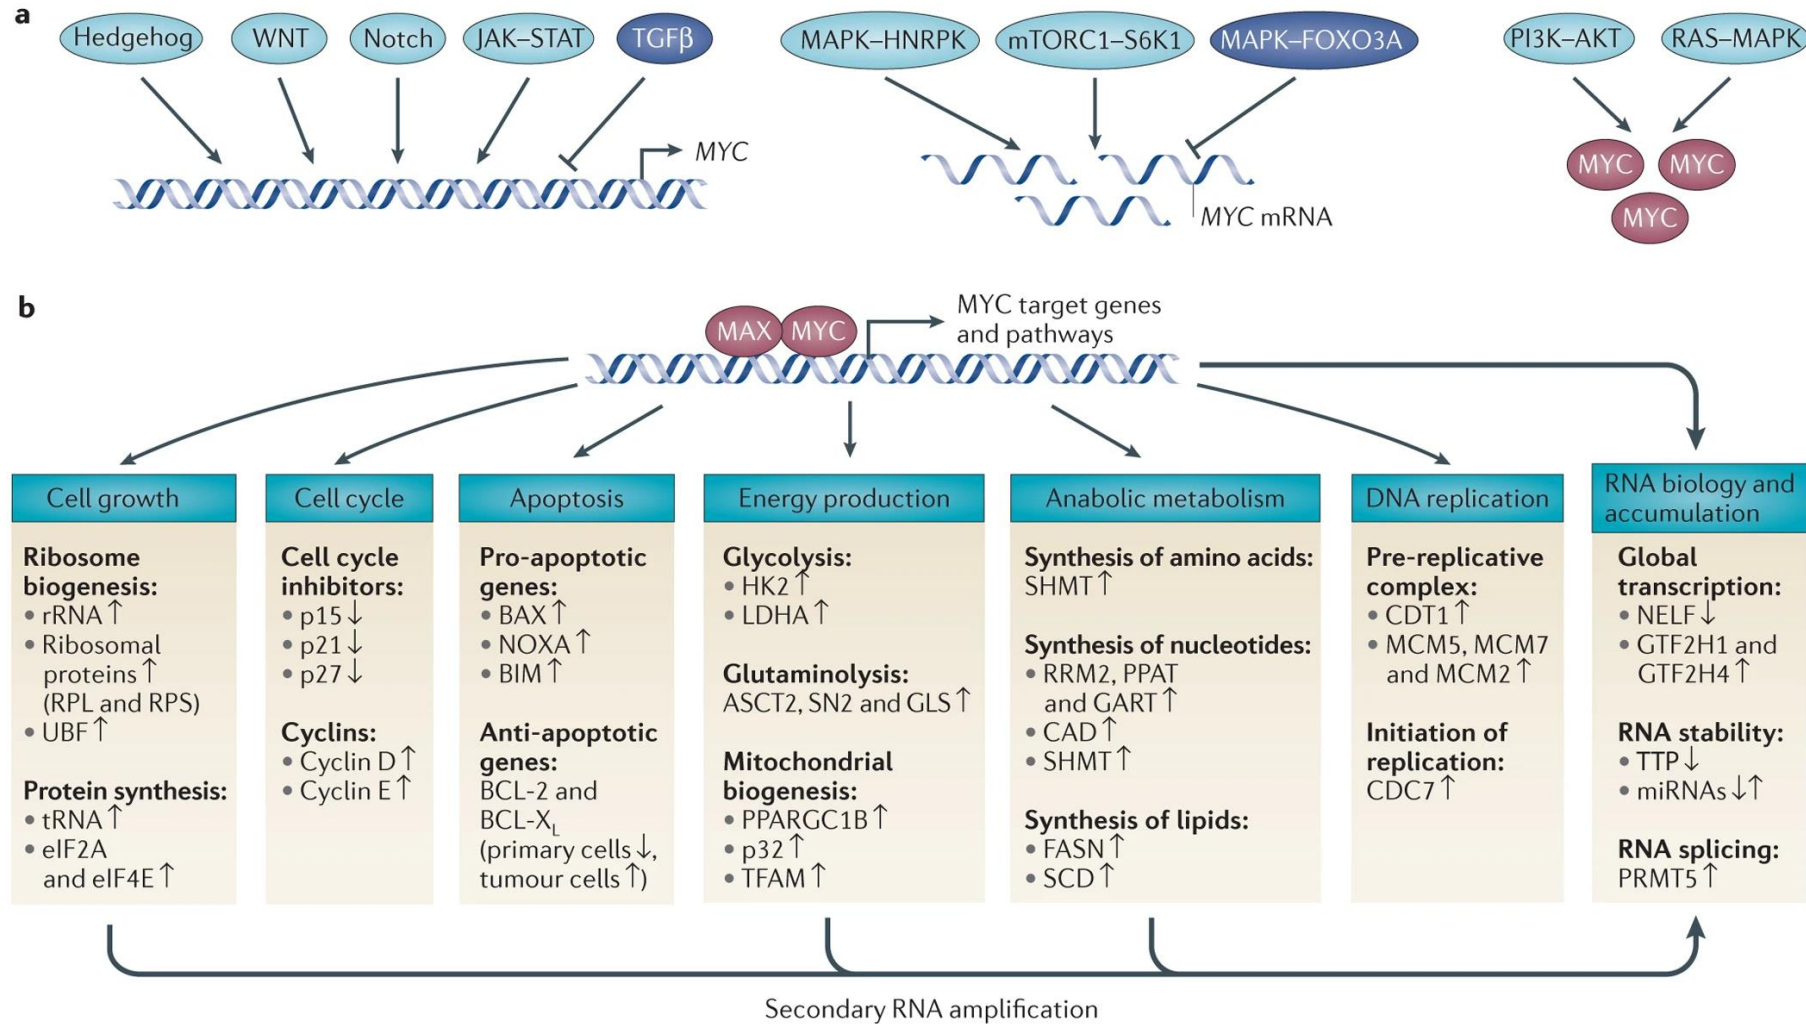 a
Hedgehog
WNT
Notch
JAK–STAT
TGFβ
MYC
MAPK–HNRPK
mTORC1–S6K1
MAPK–FOXO3A
MYC mRNA
PI3K–AKT
RAS–MAPK
MYC
MYC
MYC
b
MAX
MYC
MYC target genes
and pathways
Cell growth
Ribosome
biogenesis:
• rRNA↑
• Ribosomal
proteins↑
(RPL and RPS)
• UBF↑
Protein synthesis:
• tRNA↑
• eIF2A
and eIF4E↑
Cell cycle
Cell cycle
inhibitors:
• p15↓
• p21↓
• p27↓
Cyclins:
• Cyclin D↑
• Cyclin E↑
Apoptosis
Pro-apoptotic
genes:
• BAX↑
• NOXA↑
• BIM↑
Anti-apoptotic
genes:
BCL-2 and
BCL-XL
(primary cells↓,
tumour cells↑)
Energy production
Glycolysis:
• HK2↑
• LDHA↑
Glutaminolysis:
ASCT2, SN2 and GLS↑
Mitochondrial
biogenesis:
• PPARGC1B↑
• p32↑
• TFAM↑
Anabolic metabolism
Synthesis of amino acids:
SHMT↑
Synthesis of nucleotides:
• RRM2, PPAT
and GART↑
• CAD↑
• SHMT↑
Synthesis of lipids:
• FASN↑
• SCD↑
DNA replication
Pre-replicative
complex:
• CDT1↑
• MCM5, MCM7
and MCM2↑
Initiation of
replication:
CDC7↑
RNA biology and
accumulation
Global
transcription:
• NELF↓
• GTF2H1 and
GTF2H4↑
RNA stability:
• TTP↓
• miRNAs↓↑
RNA splicing:
PRMT5↑
Secondary RNA amplification